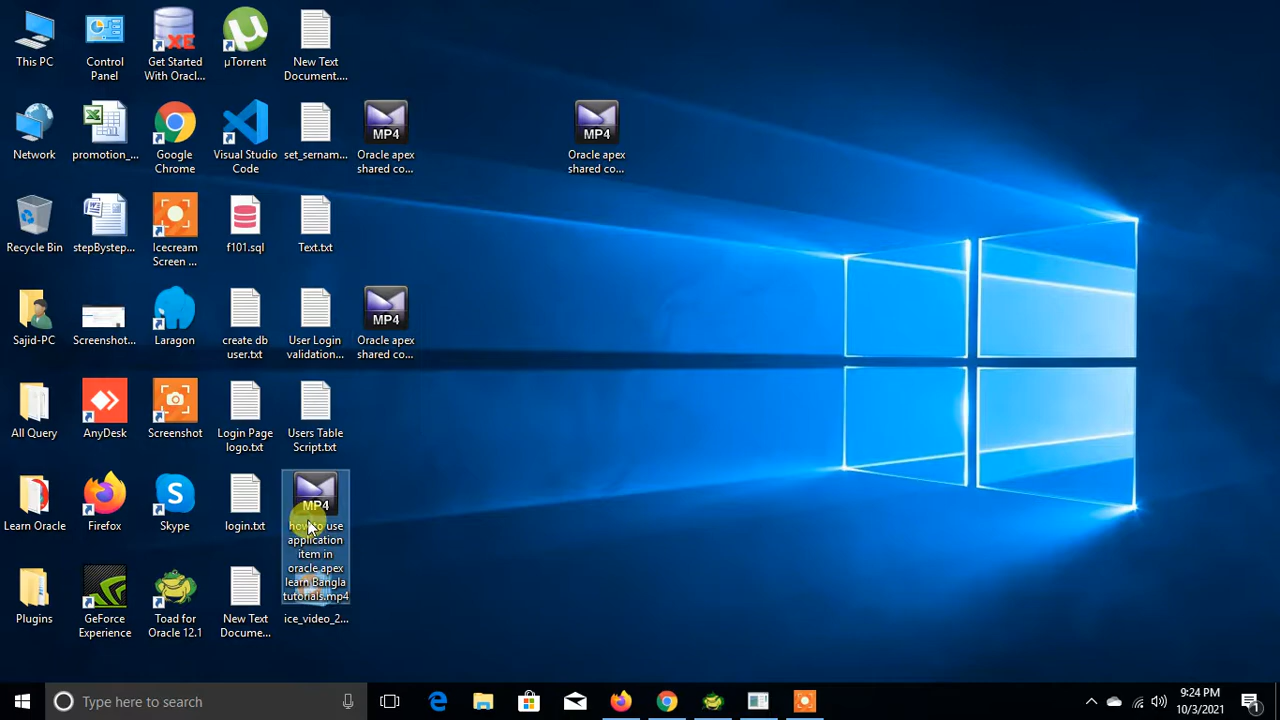 This PC
Control
Panel
Get Started
With Oracl...
µTorrent
New Text
Document....
Network
promotion_...
Google
Chrome
Visual Studio
Code
set_sernam...
MP4
Oracle apex
shared co...
MP4
Oracle apex
shared co...
Recycle Bin
stepBystep...
Icecream
Screen ...
f101.sql
Text.txt
Sajid-PC
Screenshot...
Laragon
create db
user.txt
User Login
validation...
MP4
Oracle apex
shared co...
All Query
AnyDesk
Screenshot
Login Page
logo.txt
Users Table
Script.txt
Learn Oracle
Firefox
Skype
login.txt
MP4
how to use
application
item in
oracle apex
learn Bangla
tutorials.mp4
Plugins
GeForce
Experience
Toad for
Oracle 12.1
New Text
Docume...
ice_video_2...
Type here to search
9:24 PM
10/3/2021
1